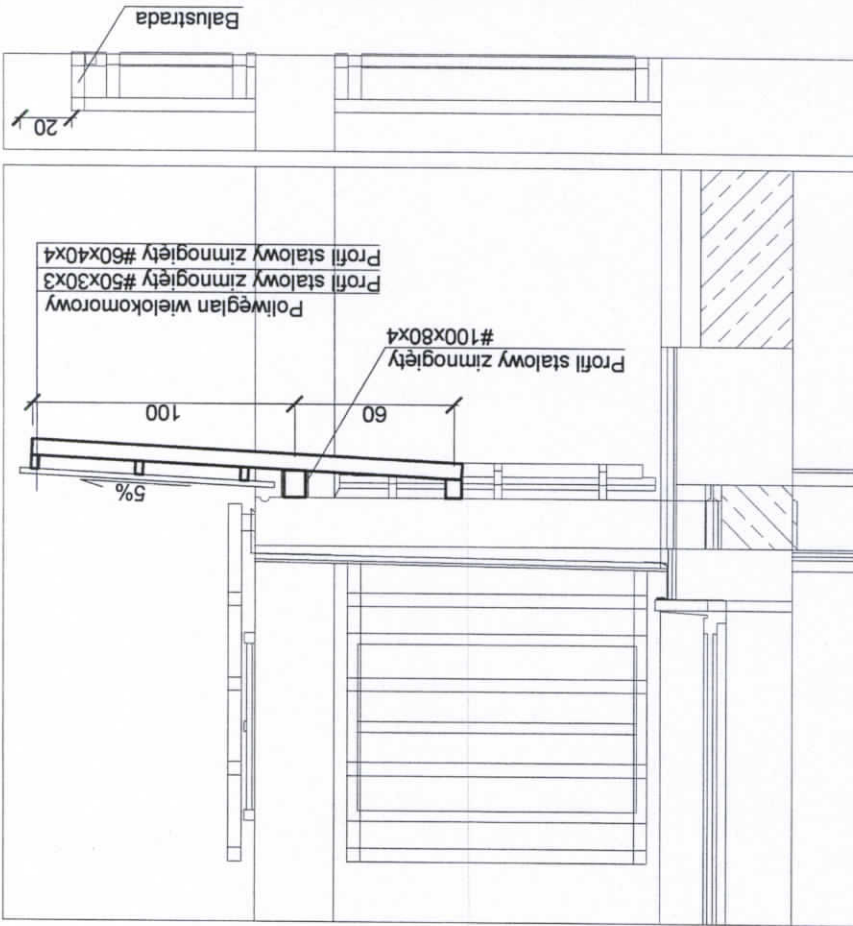 Balustrada
20
Profil stalowy zimnogięty #60x40x4
Profil stalowy zimnogięty #50x30x3
Poliwęglan wielokomorowy
Profil stalowy zimnogięty
#100x80x4
60
100
5%